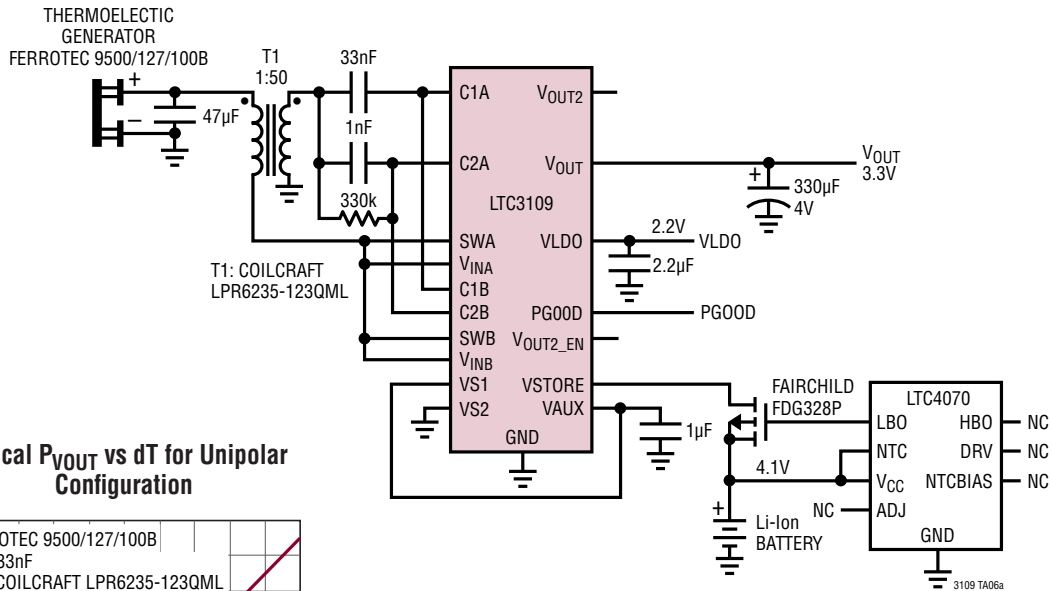 THERMOELECTIC
GENERATOR
FERROTEC 9500/127/100B
+
–
47µF
T1
1:50
33nF
1nF
330k
T1: COILCRAFT
LPR6235-123QML
C1A
C2A
SWA
VINA
C1B
C2B
SWB
VINB
VS1
VS2
LTC3109
VOUT2
VOUT
VLDO
PG00D
VOUT2_EN
VSTORE
VAUX
GND
VOUT
3.3V
+
330µF
4V
2.2V
VLDO
2.2µF
PGOOD
1µF
FAIRCHILD
FDG328P
4.1V
+
Li-Ion
BATTERY
NC
LTC4070
LBO
NTC
VCC
ADJ
HBO
DRV
NTCBIAS
GND
NC
NC
NC
3109 TA06a
cal PVOUT vs dT for Unipolar
Configuration
OTEC 9500/127/100B
33nF
COILCRAFT LPR6235-123QML